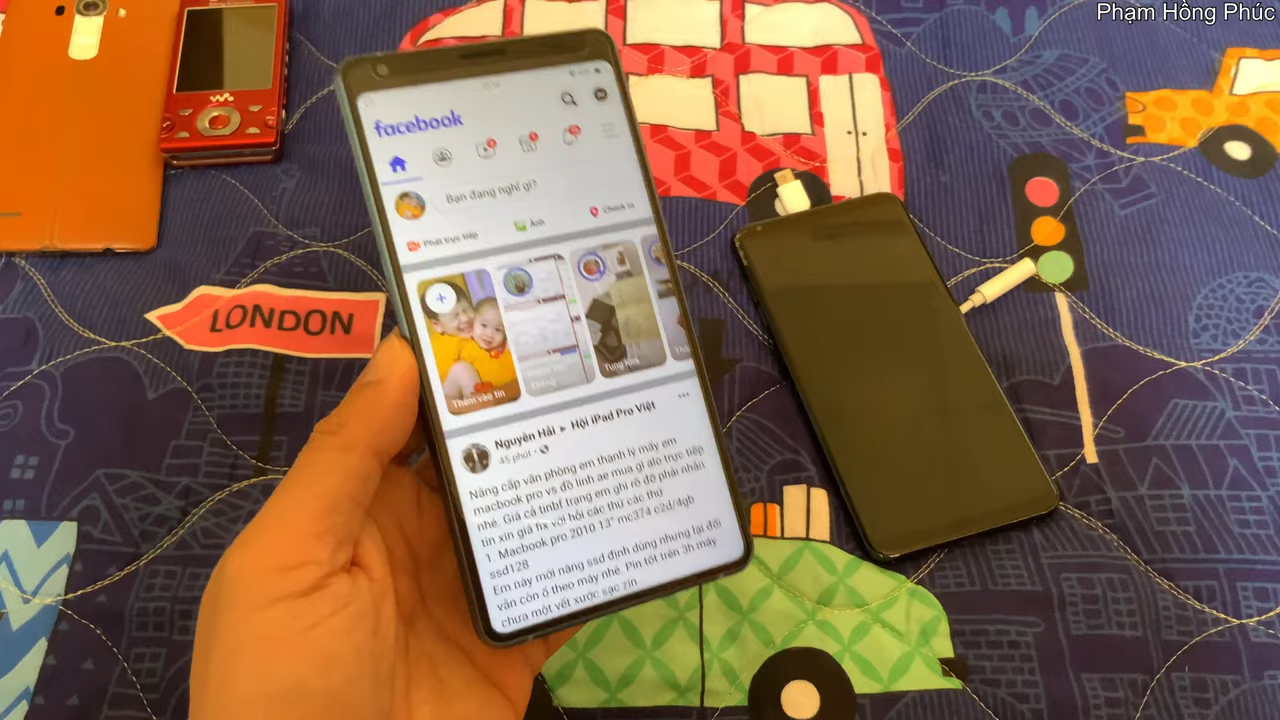 Phạm Hồng Phúc
facebook
Bạn đang nghĩ gì?
Phát trực tiếp
Ảnh
Check in
LONDON
Thêm vào tin
Tùng Kink
Nguyễn Hải ▸ Hội iPad Pro Việt
45 phút ·
Nâng cấp văn phòng em thanh lý mấy em
macbook pro vs đồ linh ae mua gì alo trực tiếp
nhé. Giá cả tinbf trạng em ghi rõ đỡ phải nhắn
tin xin giá fix với hỏi các thứ các thứ
1. Macbook pro 2010 13" mc374 c2d/4gb
ssd128
Em này mới nâng ssd định dùng nhưng lại đổi
vẫn còn ổ theo máy nhé. Pin tốt trên 3h máy
chưa một vết xước sạc zin